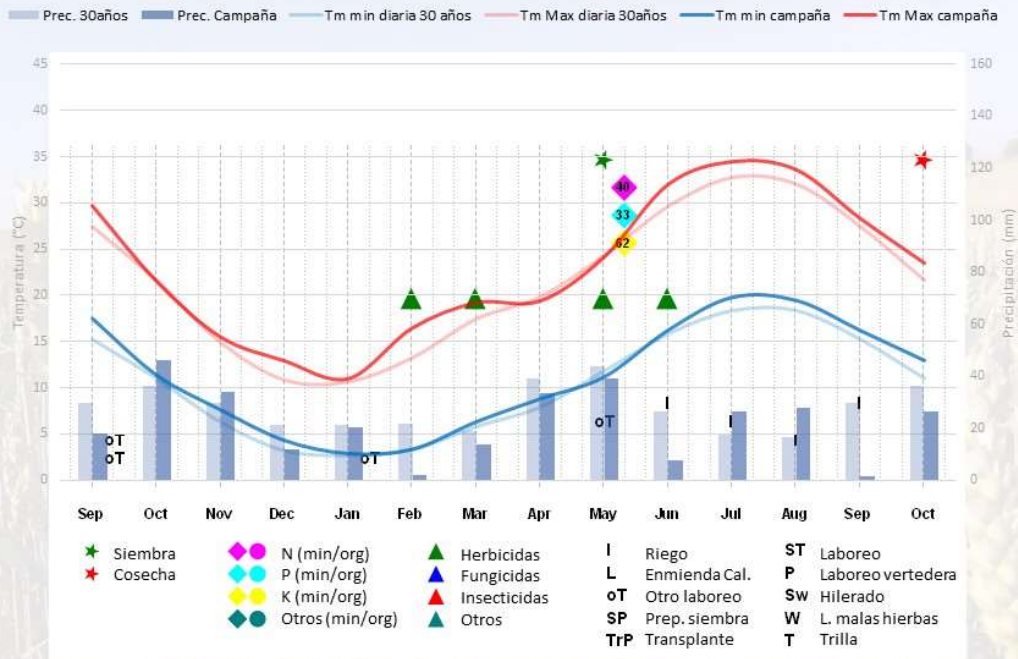 Prec. 30años Prec. Campaña Tm min diaria 30 años Tm Max diaria 30años Tm min campaña Tm Max campaña
45 160
40 140
35 120
30 100
25 80
20
15 60
10 40
5 20
0 0
Temperatura (°C)
Precipitación (mm)
40
33
62
I I I
oT oT I
oT oT
Sep Oct Nov Dec Jan Feb Mar Apr May Jun Jul Aug Sep Oct
Siembra N (min/org) Herbicidas I Riego ST Laboreo
Cosecha P (min/org) Fungicidas L Enmienda Cal. P Laboreo vertedera
K (min/org) Insecticidas oT Otro laboreo Sw Hilerado
Otros (min/org) Otros SP Prep. siembra W L. malas hierbas
TrP Transplante T Trilla